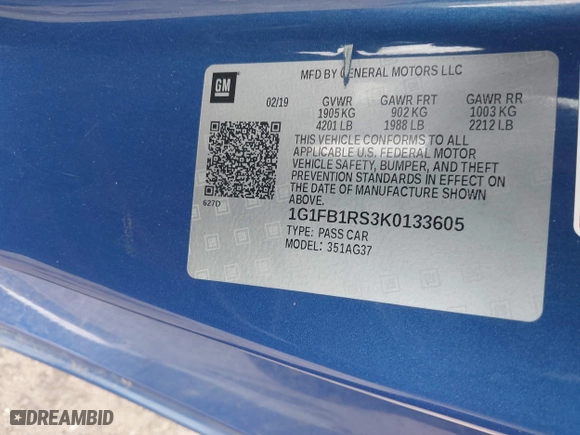 MFD BY GENERAL MOTORS LLC
GM
02/19 GVWR GAWR FRT GAWR RR
1905 KG 902 KG 1003 KG
4201 LB 1988 LB 2212 LB
THIS VEHICLE CONFORMS TO ALL
APPLICABLE U.S. FEDERAL MOTOR
VEHICLE SAFETY, BUMPER, AND THEFT
PREVENTION STANDARDS IN EFFECT ON
THE DATE OF MANUFACTURE SHOWN
ABOVE.
627D
1G1FB1RS3K0133605
TYPE: PASS CAR
MODEL: 351AG37
DREAMBID